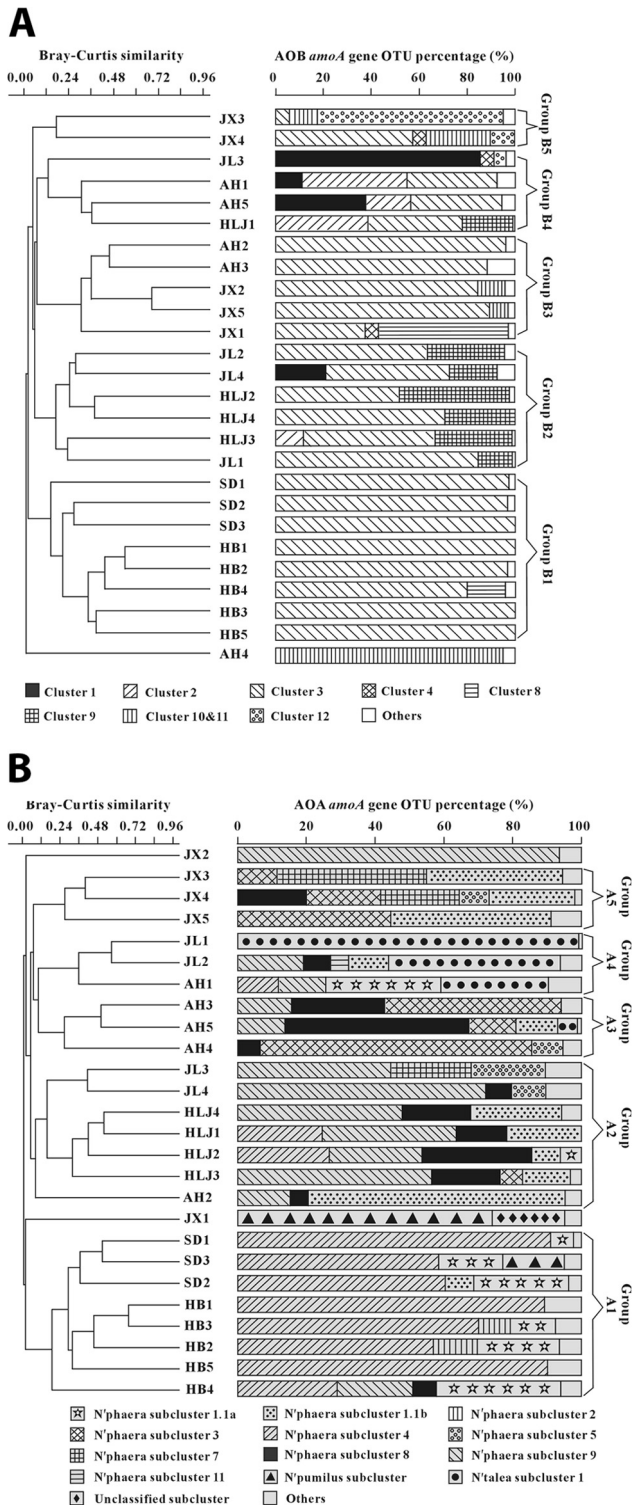 A
Bray-Curtis similarity AOB amoA gene OTU percentage (%)
0.00 0.24 0.48 0.72 0.96 0 20 40 60 80 100
JX3
JX4
JL3
AH1
AH5
HLJ1
AH2
AH3
JX2
JX5
JX1
JL2
JL4
HLJ2
HLJ4
HLJ3
JL1
SD1
SD2
SD3
HB1
HB2
HB4
HB3
HB5
AH4
Group B5
Group B4
Group B3
Group B2
Group B1
Cluster 1 Cluster 2 Cluster 3 Cluster 4 Cluster 8
Cluster 9 Cluster 10&11 Cluster 12 Others
B
Bray-Curtis similarity AOA amoA gene OTU percentage (%)
0.00 0.24 0.48 0.72 0.96 0 20 40 60 80 100
JX2
JX3
JX4
JX5
JL1
JL2
AH1
AH3
AH5
AH4
JL3
JL4
HLJ4
HLJ1
HLJ2
HLJ3
AH2
JX1
SD1
SD3
SD2
HB1
HB3
HB2
HB5
HB4
Group
A5
Group
A4
Group
A3
Group
A2
Group
A1
N'phaera subcluster 1.1a N'phaera subcluster 1.1b N'phaera subcluster 2
N'phaera subcluster 3 N'phaera subcluster 4 N'phaera subcluster 5
N'phaera subcluster 7 N'phaera subcluster 8 N'phaera subcluster 9
N'phaera subcluster 11 N'pumilus subcluster N'talea subcluster 1
Unclassified subcluster Others